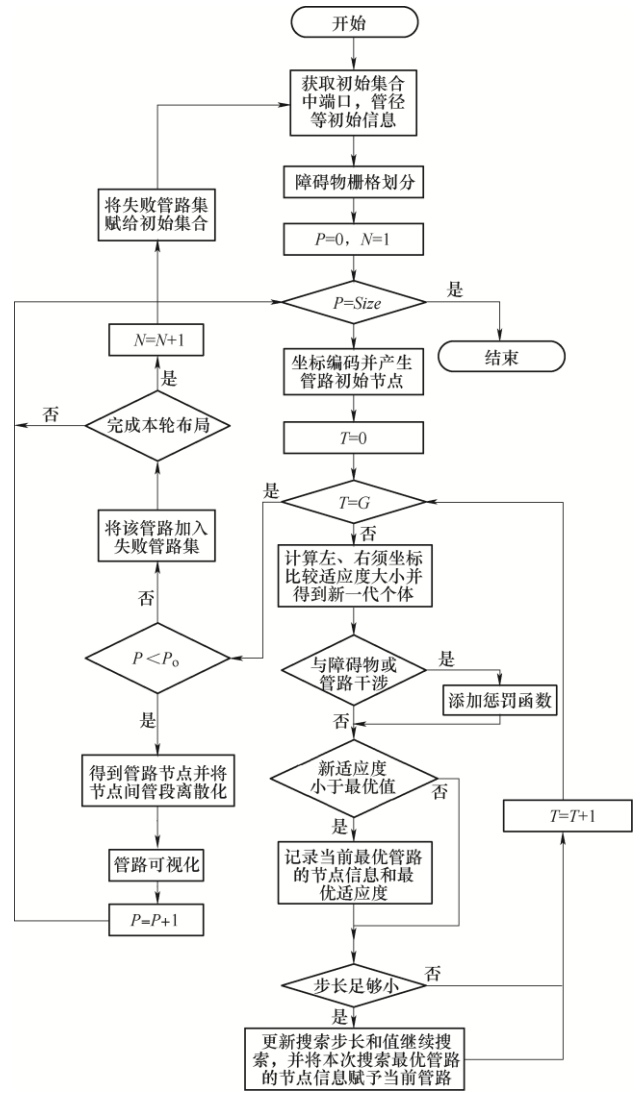 开始
获取初始集合
中端口，管径
等初始信息
障碍物栅格划分
将失败管路集
赋给初始集合
P=0，N=1
P=Size
是
结束
N=N+1
坐标编码并产生
管路初始节点
是
否
完成本轮布局
T=0
是
T=G
将该管路加入
失败管路集
否
计算左、右须坐标
比较适应度大小并
得到新一代个体
否
P＜Po
与障碍物或
管路干涉
是
添加惩罚函数
是
否
得到管路节点并将
节点间管段离散化
新适应度
小于最优值
否
T=T+1
是
管路可视化
记录当前最优管路
的节点信息和最
优适应度
P=P+1
步长足够小
否
是
更新搜索步长和值继续搜
索，并将本次搜索最优管路
的节点信息赋予当前管路